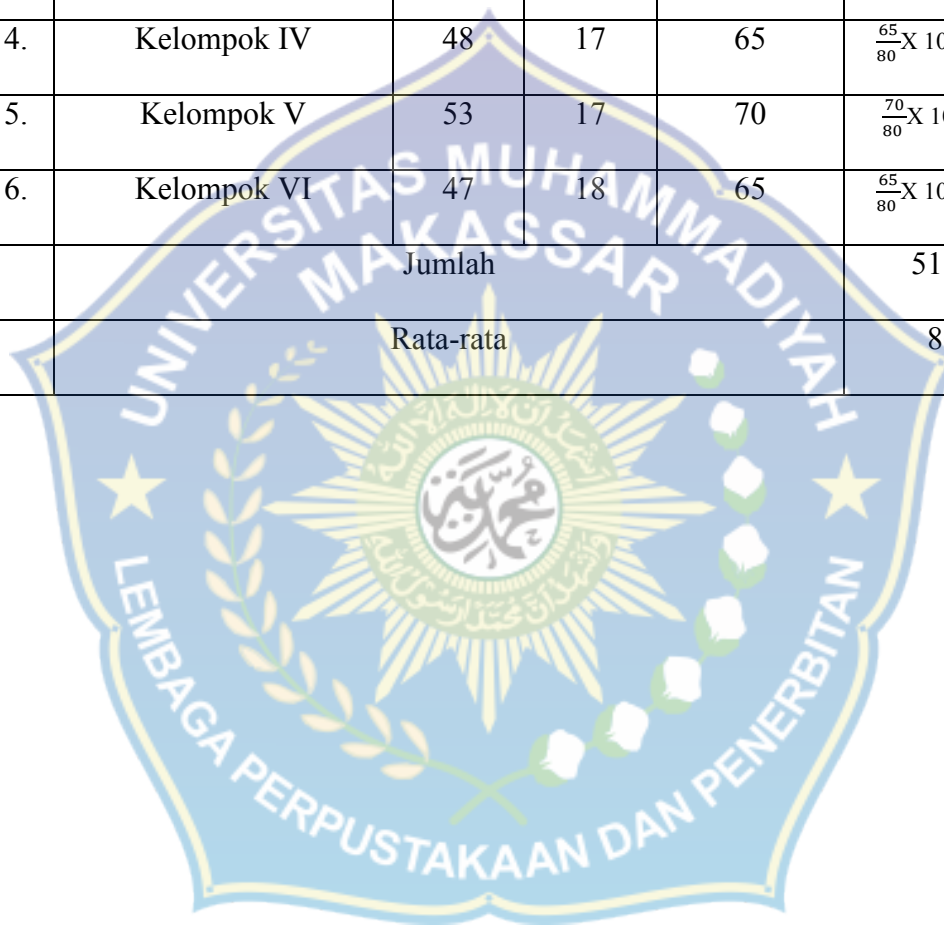 4. Kelompok IV 48 17 65 65/80 X 10
5. Kelompok V 53 17 70 70/80 X 10
6. Kelompok VI 47 18 65 65/80 X 10
Jumlah 51
Rata-rata 8
UNIVERSITAS MUHAMMADIYAH
MAKASSAR
LEMBAGA PERPUSTAKAAN DAN PENERBITAN